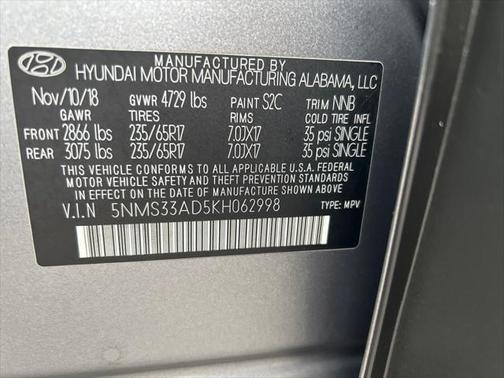 MANUFACTURED BY
HYUNDAI MOTOR MANUFACTURING ALABAMA, LLC
Nov/10/18 GVWR 4729 lbs PAINT S2C TRIM NNB
GAWR TIRES RIMS COLD TIRE INFL
FRONT 2866 lbs 235/65R17 7.0JX17 35 psi SINGLE
REAR 3075 lbs 235/65R17 7.0JX17 35 psi SINGLE
THIS VEHICLE CONFORMS TO ALL APPLICABLE U.S.A. FEDERAL
MOTOR VEHICLE SAFETY AND THEFT PREVENTION STANDARDS
IN EFFECT ON THE DATE OF MANUFACTURE SHOWN ABOVE.
V.I.N 5NMS33AD5KH062998 TYPE: MPV